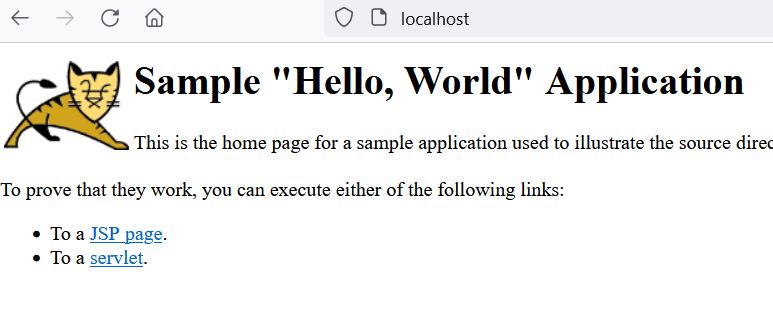 localhost
Sample "Hello, World" Application
This is the home page for a sample application used to illustrate the source direc
To prove that they work, you can execute either of the following links:
To a JSP page.
To a servlet.